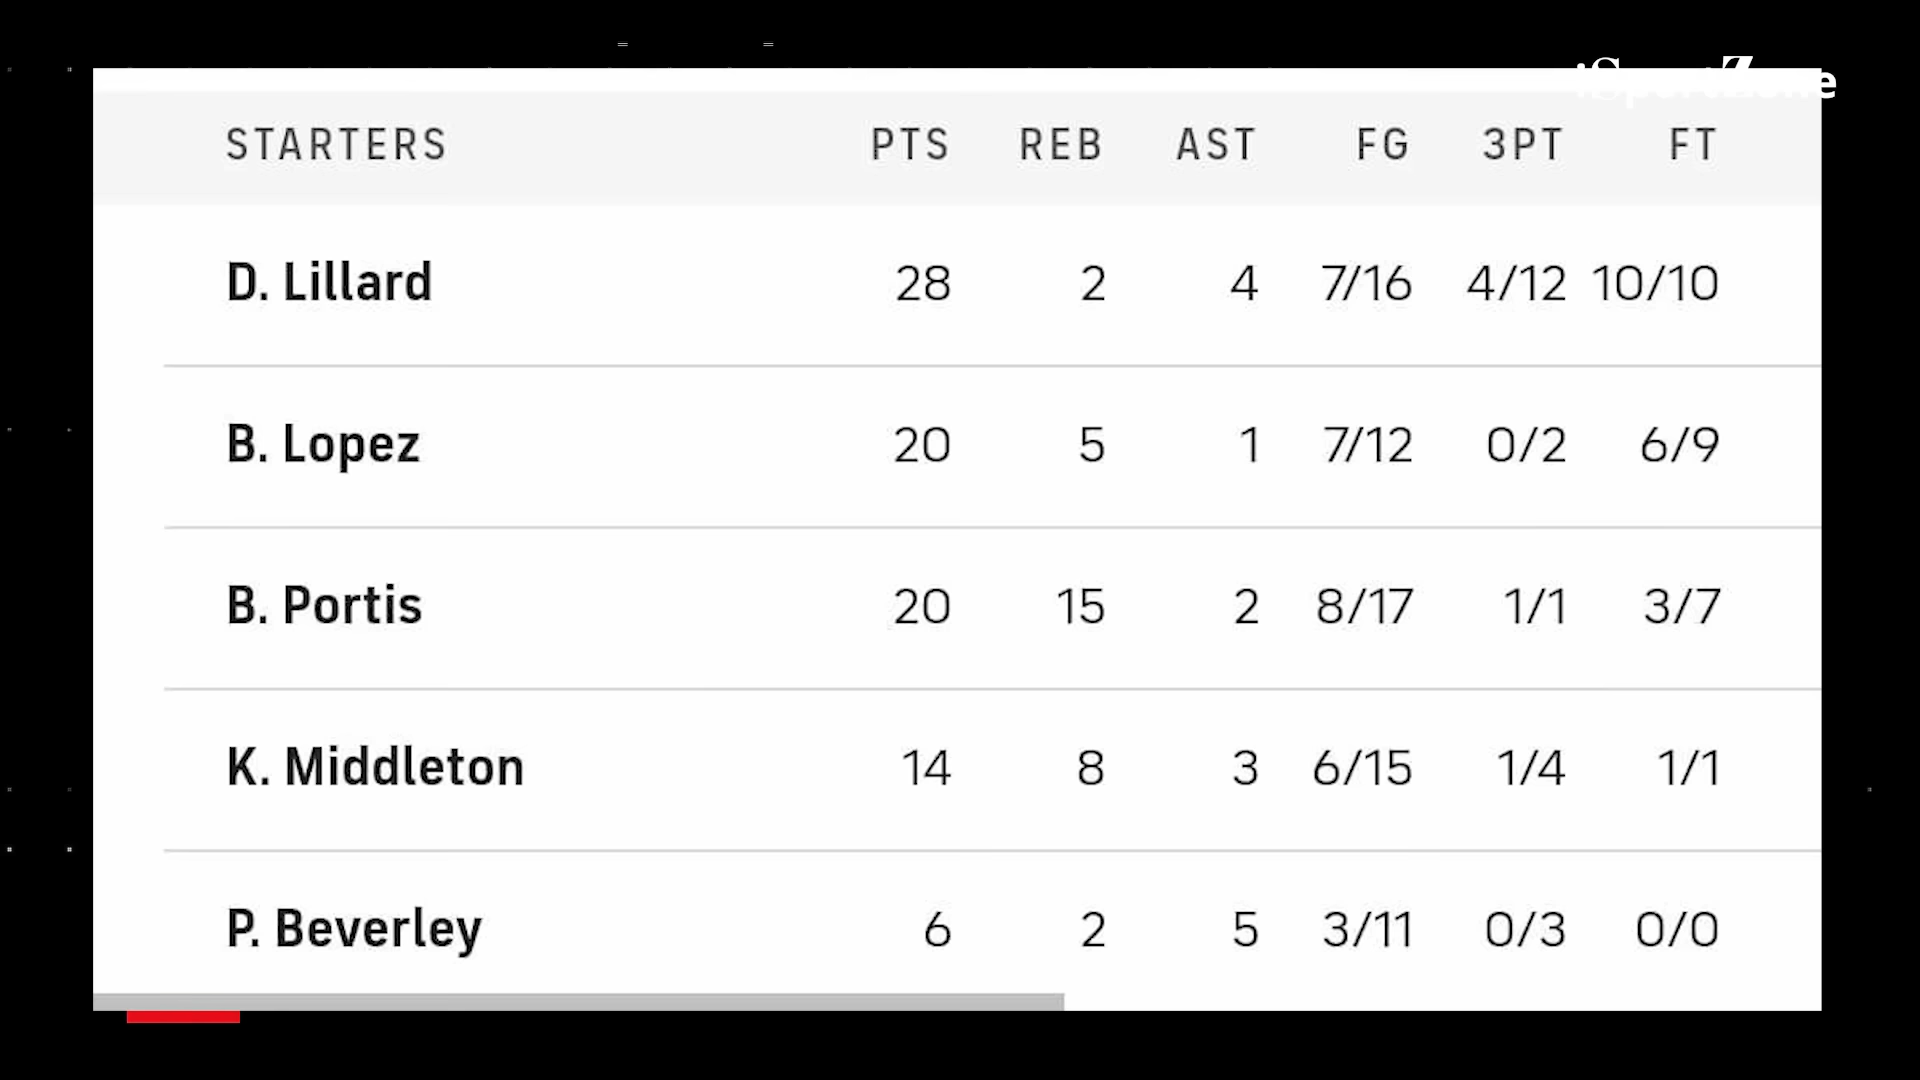 iSportZone
STARTERS PTS REB AST FG 3PT FT
D. Lillard 28 2 4 7/16 4/12 10/10
B. Lopez 20 5 1 7/12 0/2 6/9
B. Portis 20 15 2 8/17 1/1 3/7
K. Middleton 14 8 3 6/15 1/4 1/1
P. Beverley 6 2 5 3/11 0/3 0/0